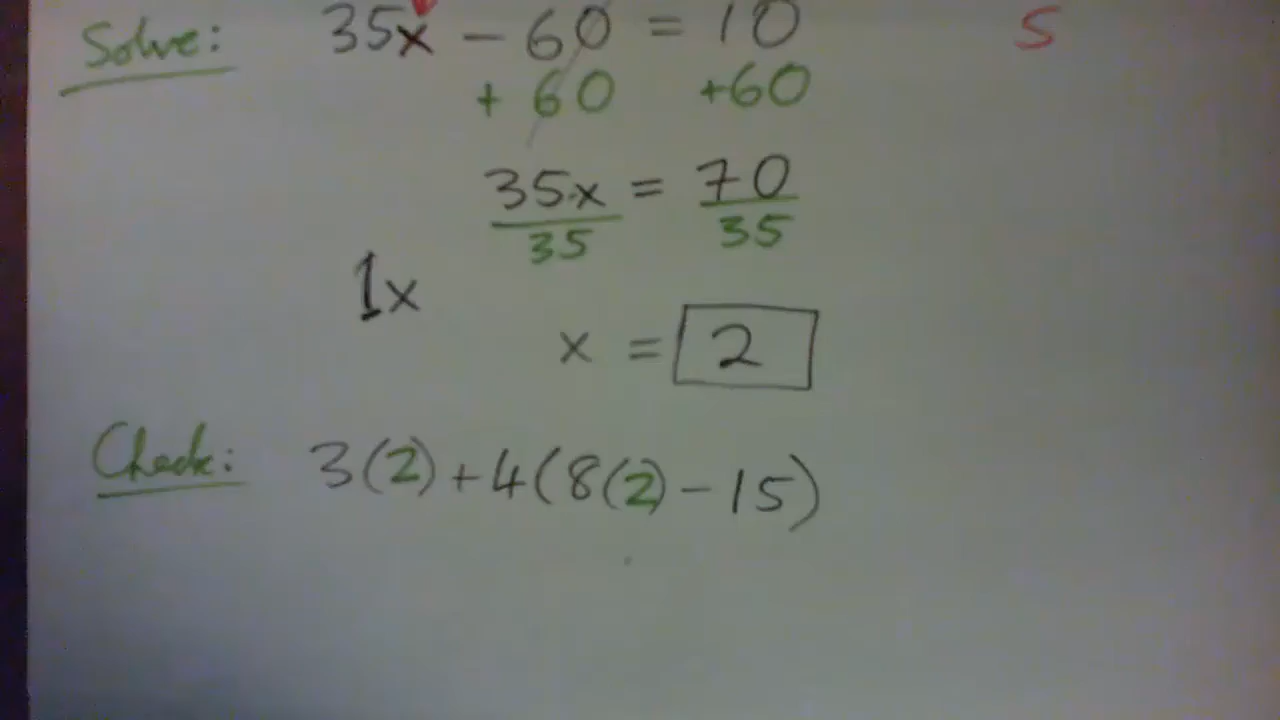 Solve: 35x - 60 = 10 5
+ 60 +60
35x = 70
35 35
1x
x = 2
Check: 3(2) + 4(8(2) - 15)